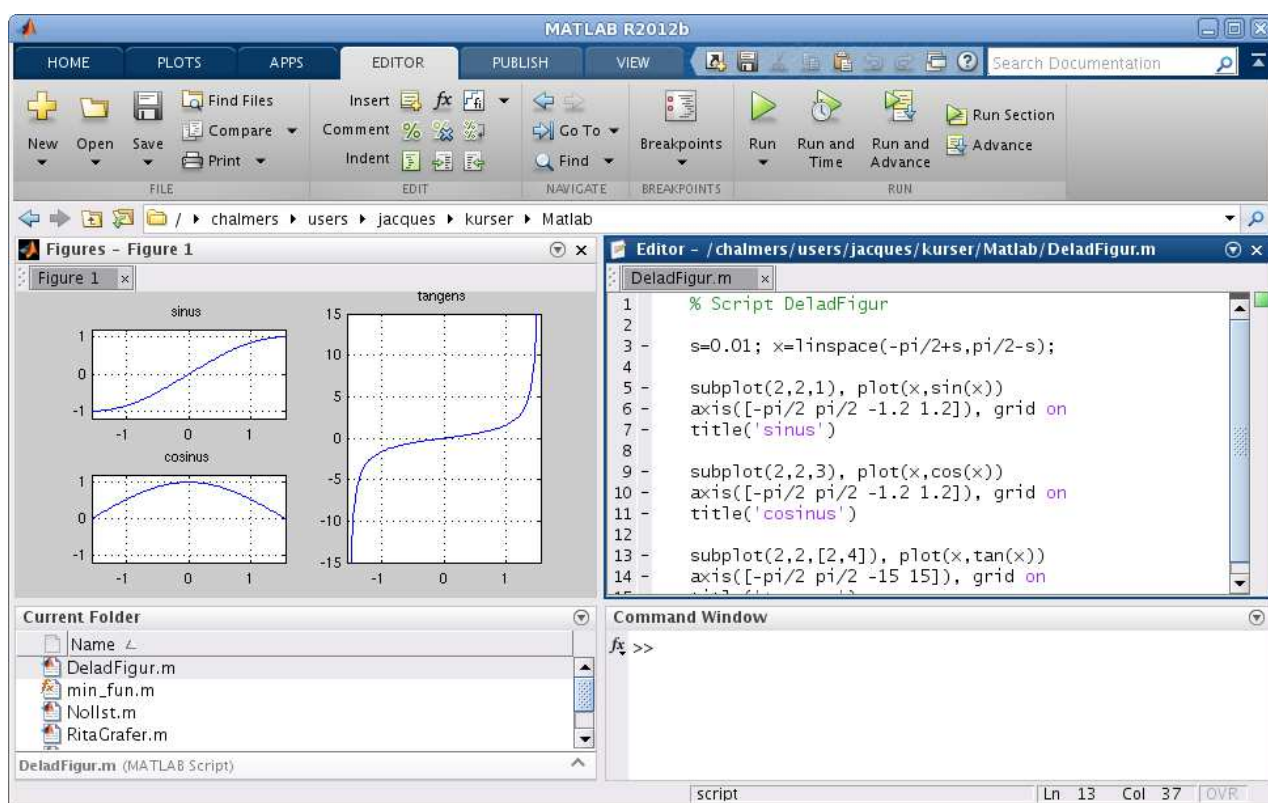 MATLAB R2012b
HOME PLOTS APPS EDITOR PUBLISH VIEW Search Documentation
New Open Save Find Files Compare Print
FILE
Insert fx fi
Comment % %
Indent
EDIT
Go To
Find
NAVIGATE
Breakpoints
BREAKPOINTS
Run Run and Time Run and Advance Run Section Advance
RUN
/ chalmers users jacques kurser Matlab
Figures - Figure 1
Figure 1
sinus
1
0
-1
-1 0 1
cosinus
1
0
-1
-1 0 1
tangens
15
10
5
0
-5
-10
-15
-1 0 1
Editor - /chalmers/users/jacques/kurser/Matlab/DeladFigur.m
DeladFigur.m
1 % Script DeladFigur
2
3 - s=0.01; x=linspace(-pi/2+s,pi/2-s);
4
5 - subplot(2,2,1), plot(x,sin(x))
6 - axis([-pi/2 pi/2 -1.2 1.2]), grid on
7 - title('sinus')
8
9 - subplot(2,2,3), plot(x,cos(x))
10 - axis([-pi/2 pi/2 -1.2 1.2]), grid on
11 - title('cosinus')
12
13 - subplot(2,2,[2,4]), plot(x,tan(x))
14 - axis([-pi/2 pi/2 -15 15]), grid on
Current Folder
Name
DeladFigur.m
min_fun.m
Nollst.m
RitaGrafer.m
DeladFigur.m (MATLAB Script)
Command Window
fx >>
script Ln 13 Col 37 OVR